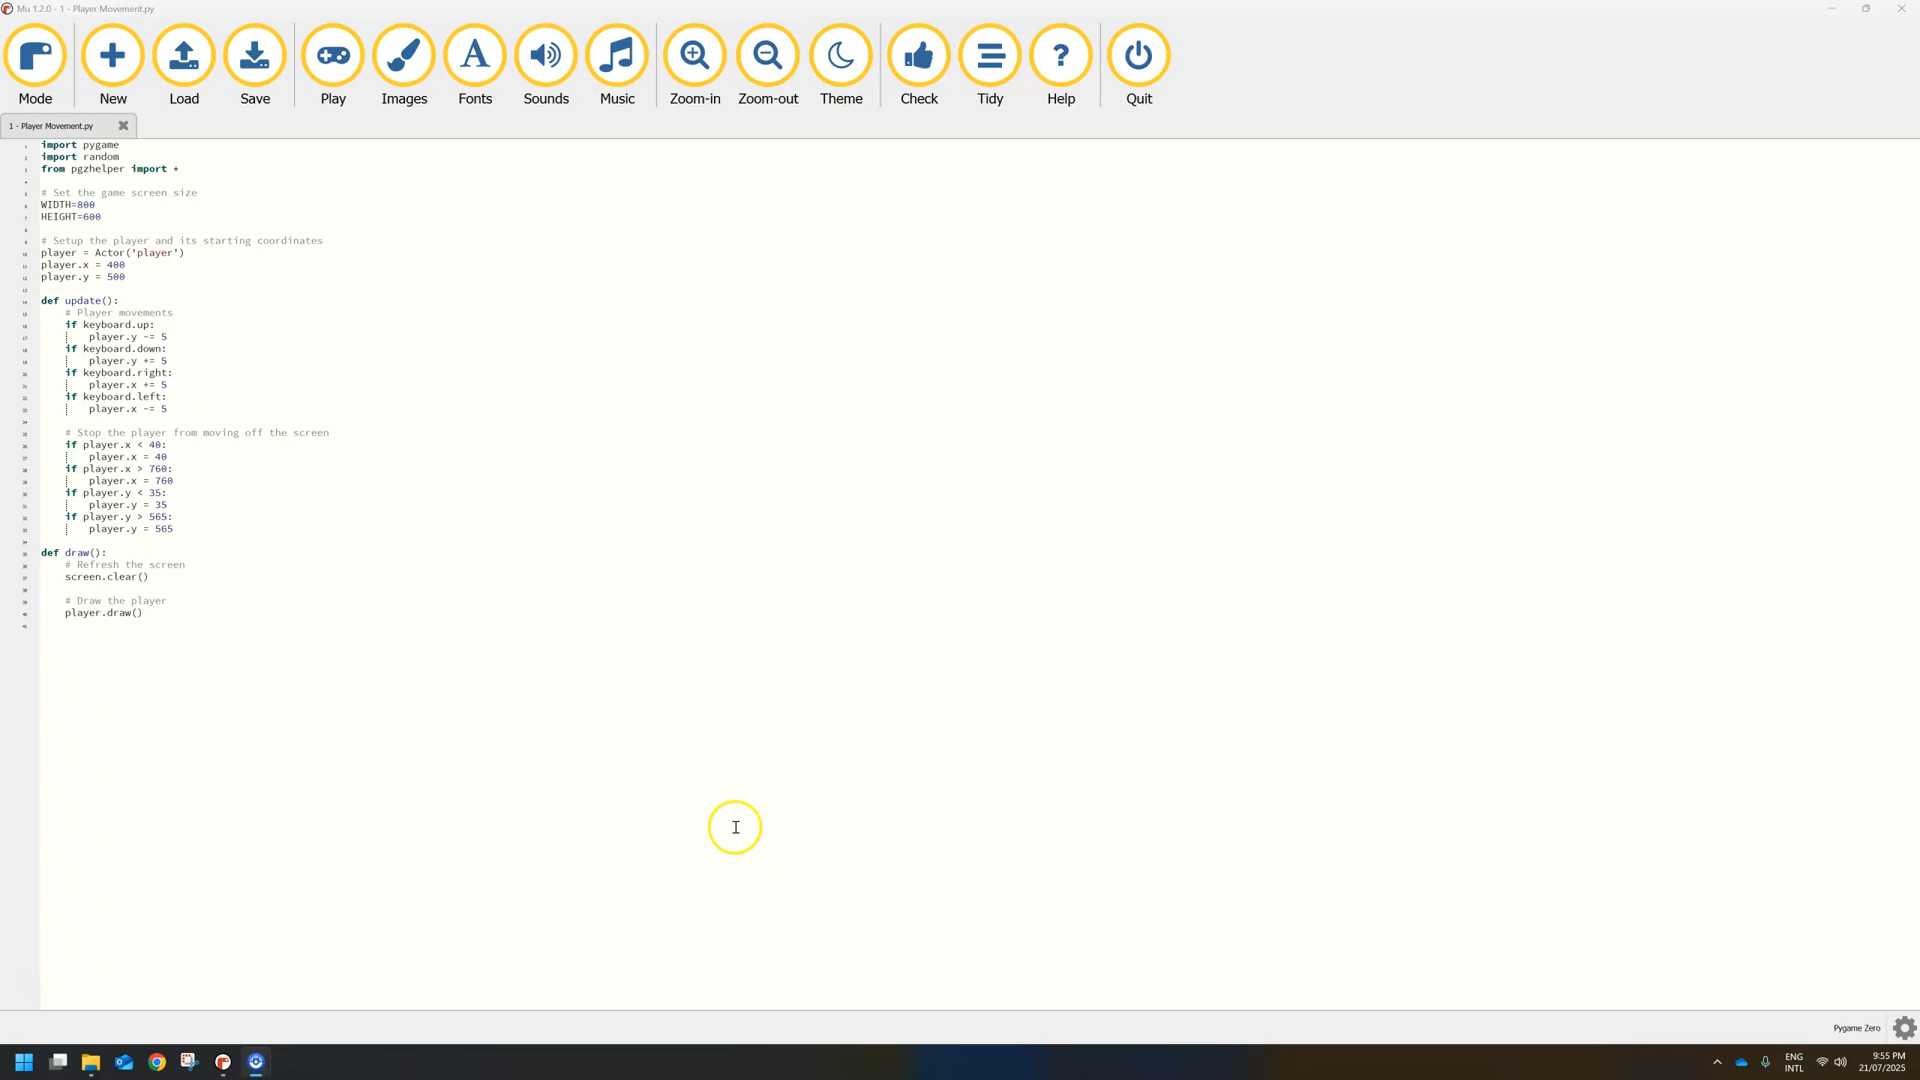 Mu 1.2.0 - 1 - Player Movement.py
Mode New Load Save Play Images Fonts Sounds Music Zoom-in Zoom-out Theme Check Tidy Help Quit
1 - Player Movement.py
import pygame
import random
from pgzhelper import *
# Set the game screen size
WIDTH=800
HEIGHT=600
# Setup the player and its starting coordinates
player = Actor('player')
player.x = 400
player.y = 500
def update():
# Player movements
if keyboard.up:
player.y -= 5
if keyboard.down:
player.y += 5
if keyboard.right:
player.x += 5
if keyboard.left:
player.x -= 5
# Stop the player from moving off the screen
if player.x < 40:
player.x = 40
if player.x > 760:
player.x = 760
if player.y < 35:
player.y = 35
if player.y > 565:
player.y = 565
def draw():
# Refresh the screen
screen.clear()
# Draw the player
player.draw()
Pygame Zero
ENG
INTL
9:55 PM
21/07/2025